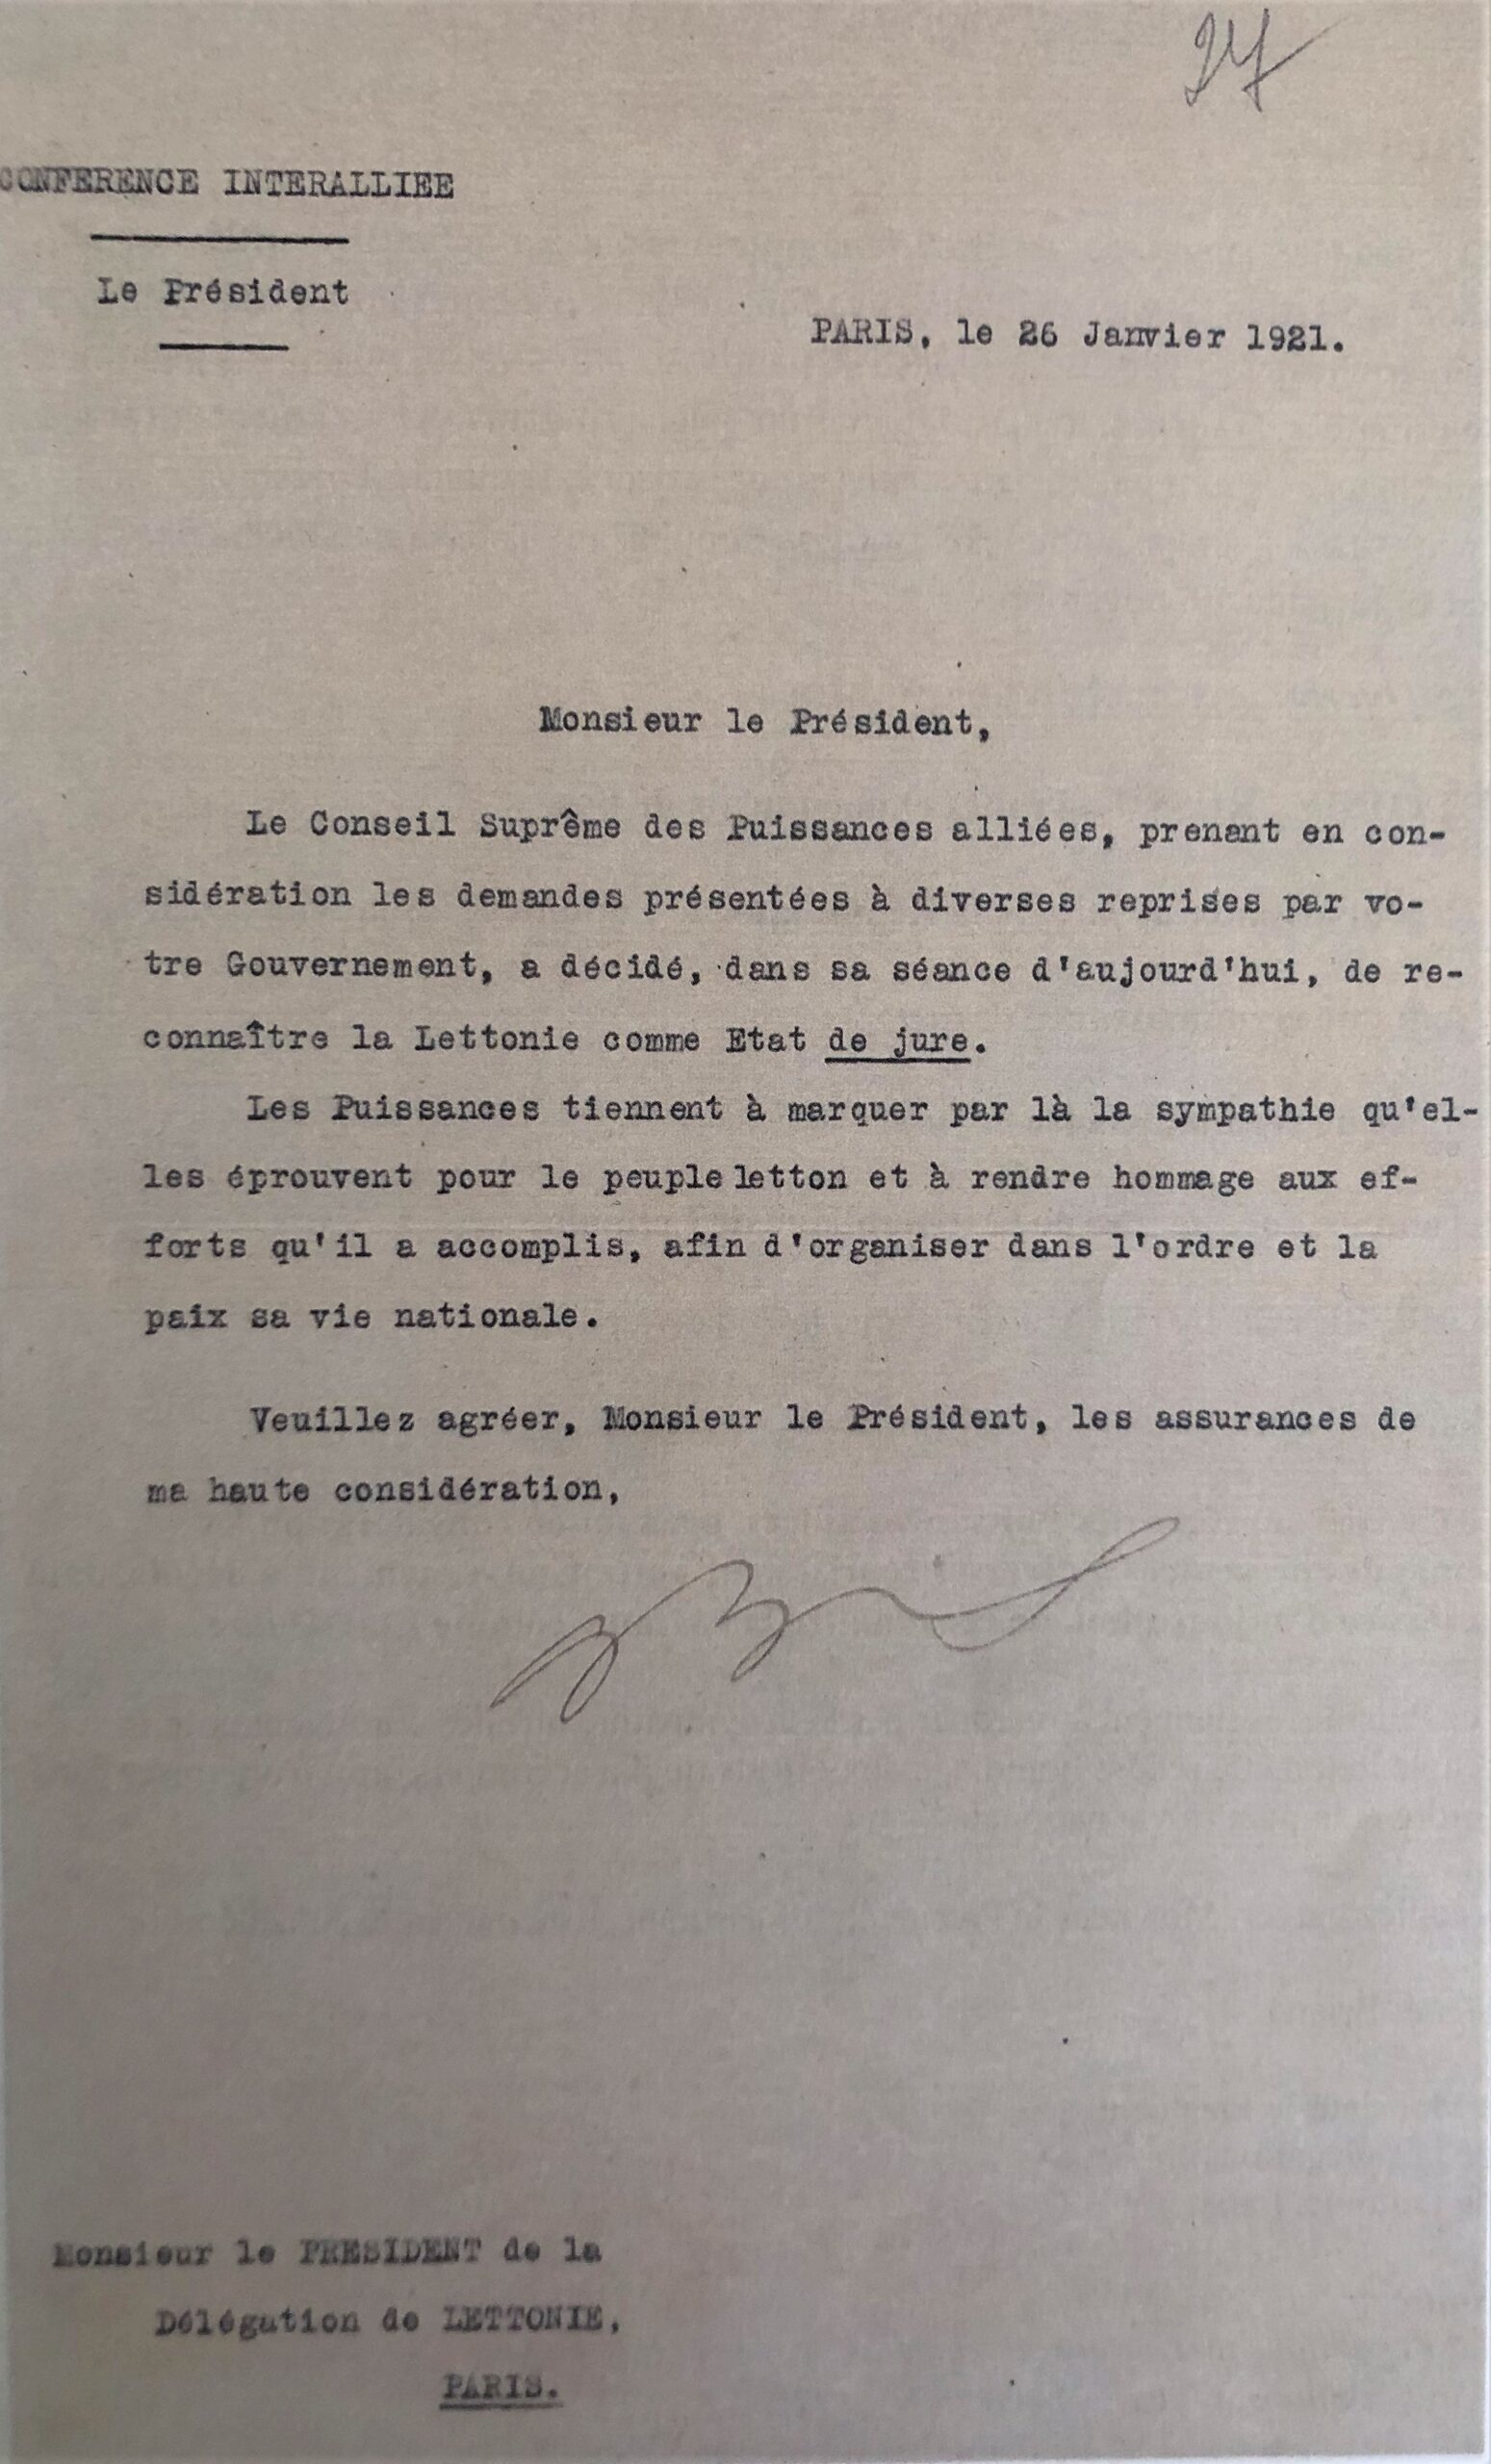 27
CONFERENCE INTERALLIEE
Le Président
PARIS, le 26 Janvier 1921.
Monsieur le Président,
Le Conseil Suprême des Puissances alliées, prenant en con-
sidération les demandes présentées à diverses reprises par vo-
tre Gouvernement, a décidé, dans sa séance d'aujourd'hui, de re-
connaître la Lettonie comme Etat de jure.
Les Puissances tiennent à marquer par là la sympathie qu'el-
les éprouvent pour le peuple letton et à rendre hommage aux ef-
forts qu'il a accomplis, afin d'organiser dans l'ordre et la
paix sa vie nationale.
Veuillez agréer, Monsieur le Président, les assurances de
ma haute considération,
Monsieur le PRESIDENT de la
Délégation de LETTONIE,
PARIS.